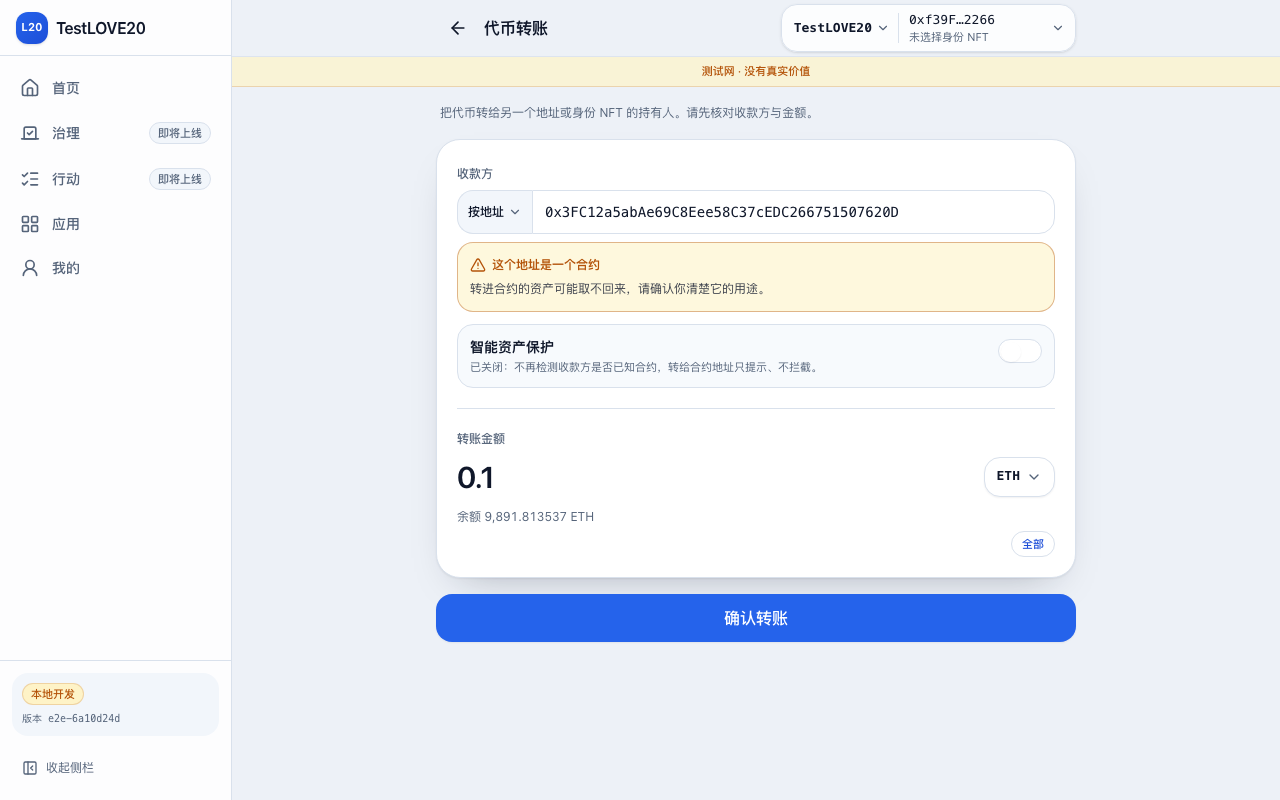 L20 TestLOVE20
首页
治理 即将上线
行动 即将上线
应用
我的
本地开发
版本 e2e-6a10d24d
收起侧栏
代币转账
TestLOVE20
0xf39F…2266
未选择身份 NFT
测试网 · 没有真实价值
把代币转给另一个地址或身份 NFT 的持有人。请先核对收款方与金额。
收款方
按地址 0x3FC12a5abAe69C8Eee58C37cEDC266751507620D
这个地址是一个合约
转进合约的资产可能取不回来，请确认你清楚它的用途。
智能资产保护
已关闭：不再检测收款方是否已知合约，转给合约地址只提示、不拦截。
转账金额
0.1 ETH
余额 9,891.813537 ETH
全部
确认转账